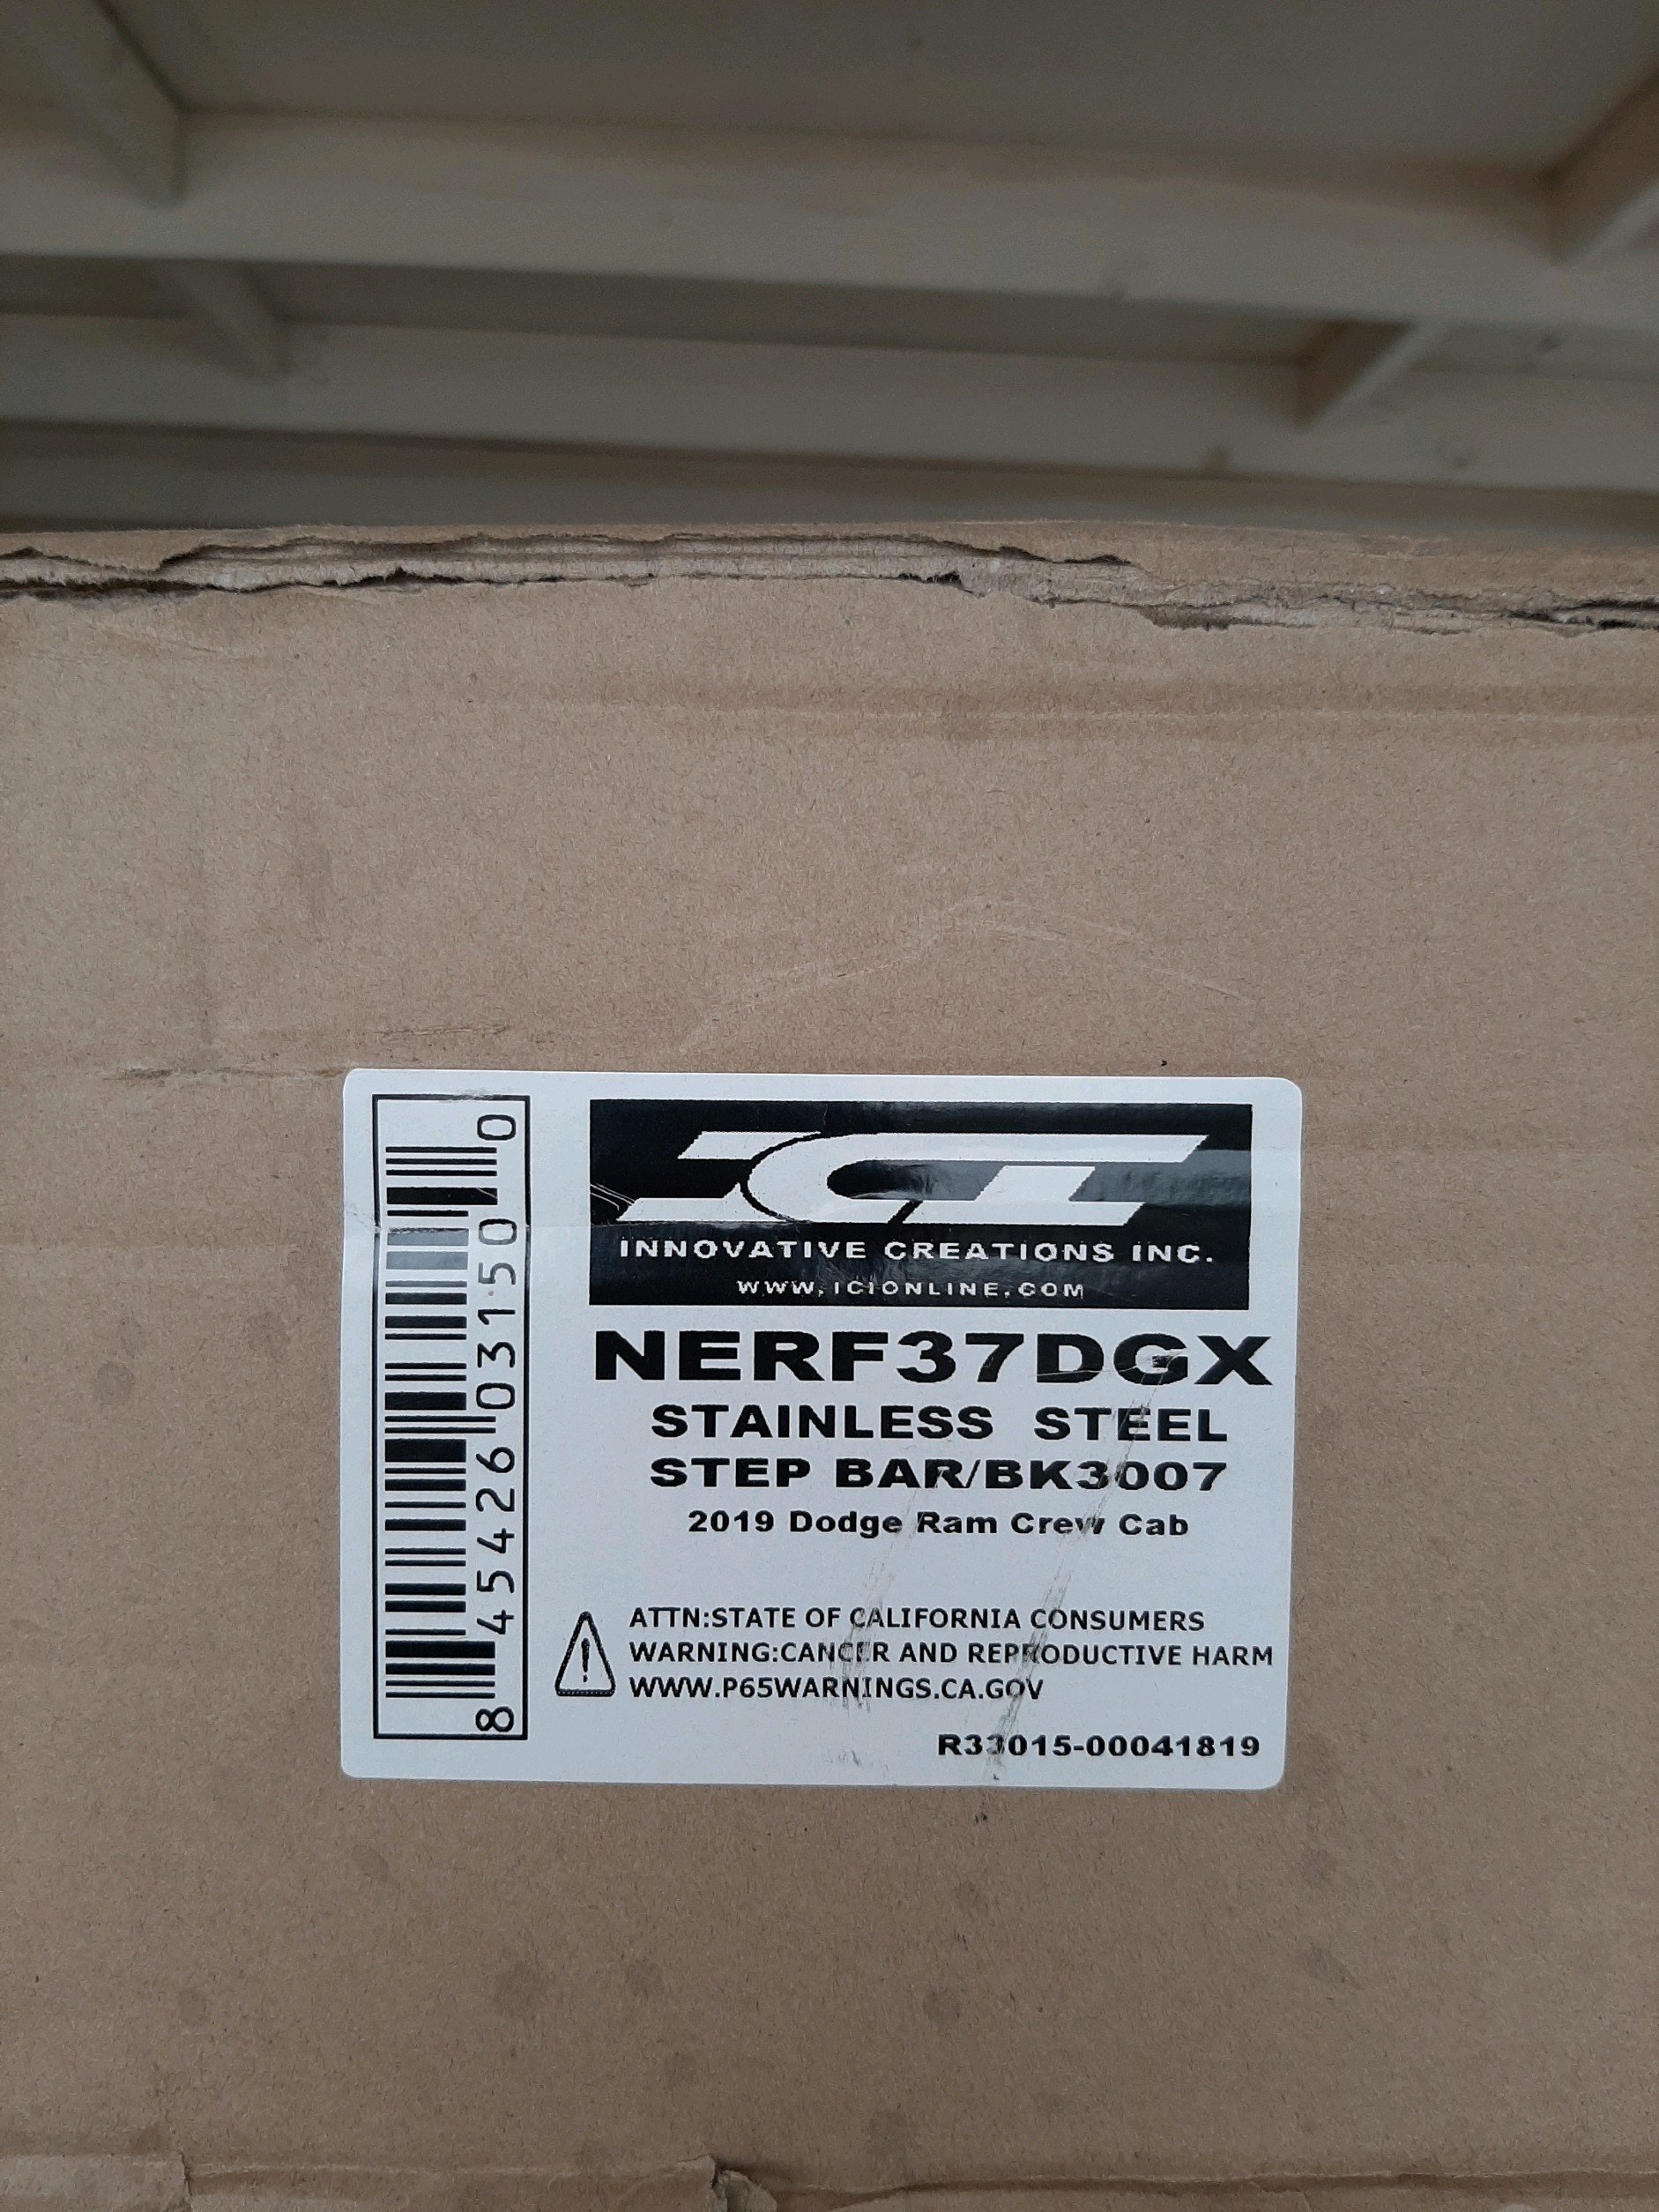 8 45426 03150 0
ICI
INNOVATIVE CREATIONS INC.
WWW.ICIONLINE.COM
NERF37DGX
STAINLESS STEEL
STEP BAR/BK3007
2019 Dodge Ram Crew Cab
ATTN:STATE OF CALIFORNIA CONSUMERS
WARNING:CANCER AND REPRODUCTIVE HARM
WWW.P65WARNINGS.CA.GOV
R33015-00041819